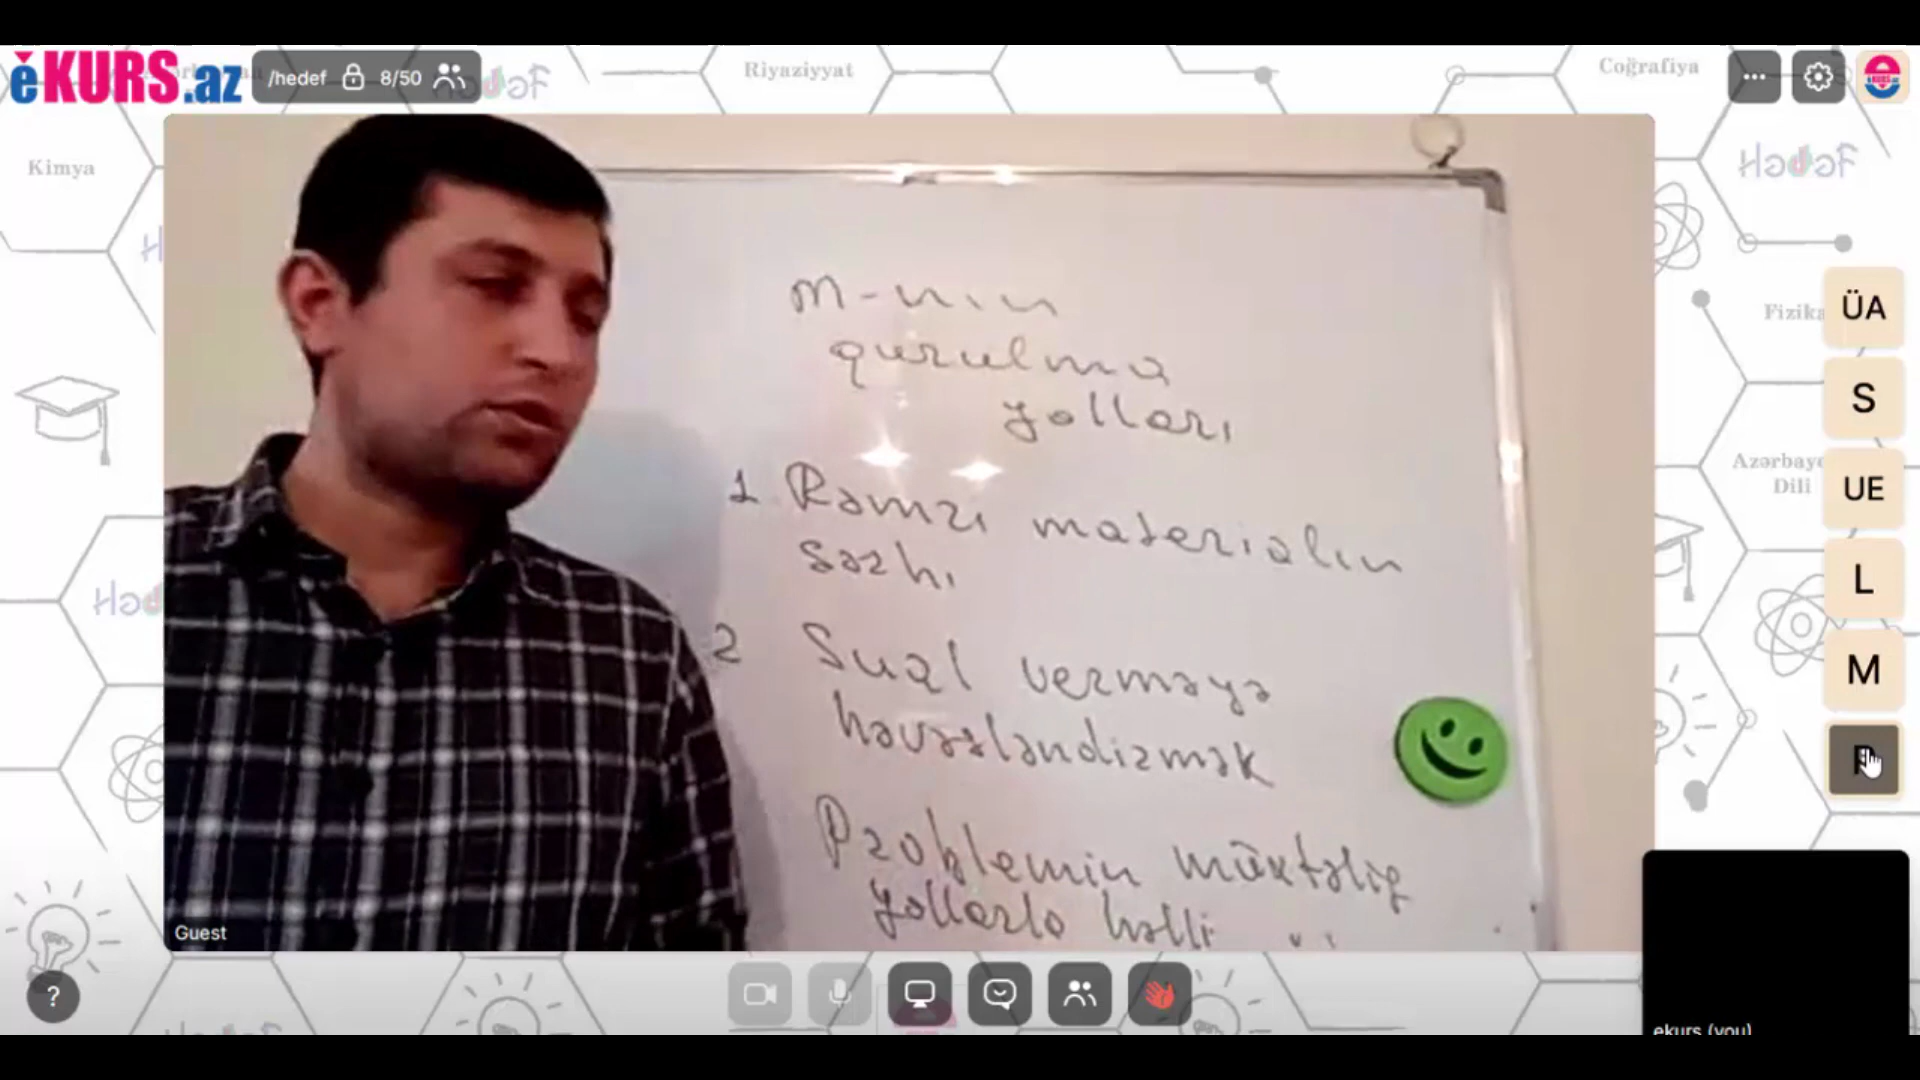 ekURS.az
/hedef 8/50
Riyaziyyat
Coğrafiya
Kimya
Hədəf
Fizika
Azərbayc
Dili
ÜA
S
UE
L
M
M-nın
qurulma
yolları
1. Rəmzi materialın
şərhi
2 Sual verməyə
həvəsləndirmək
Problemin müxtəlif
yollarla həlli
Guest
?
ekurs (you)